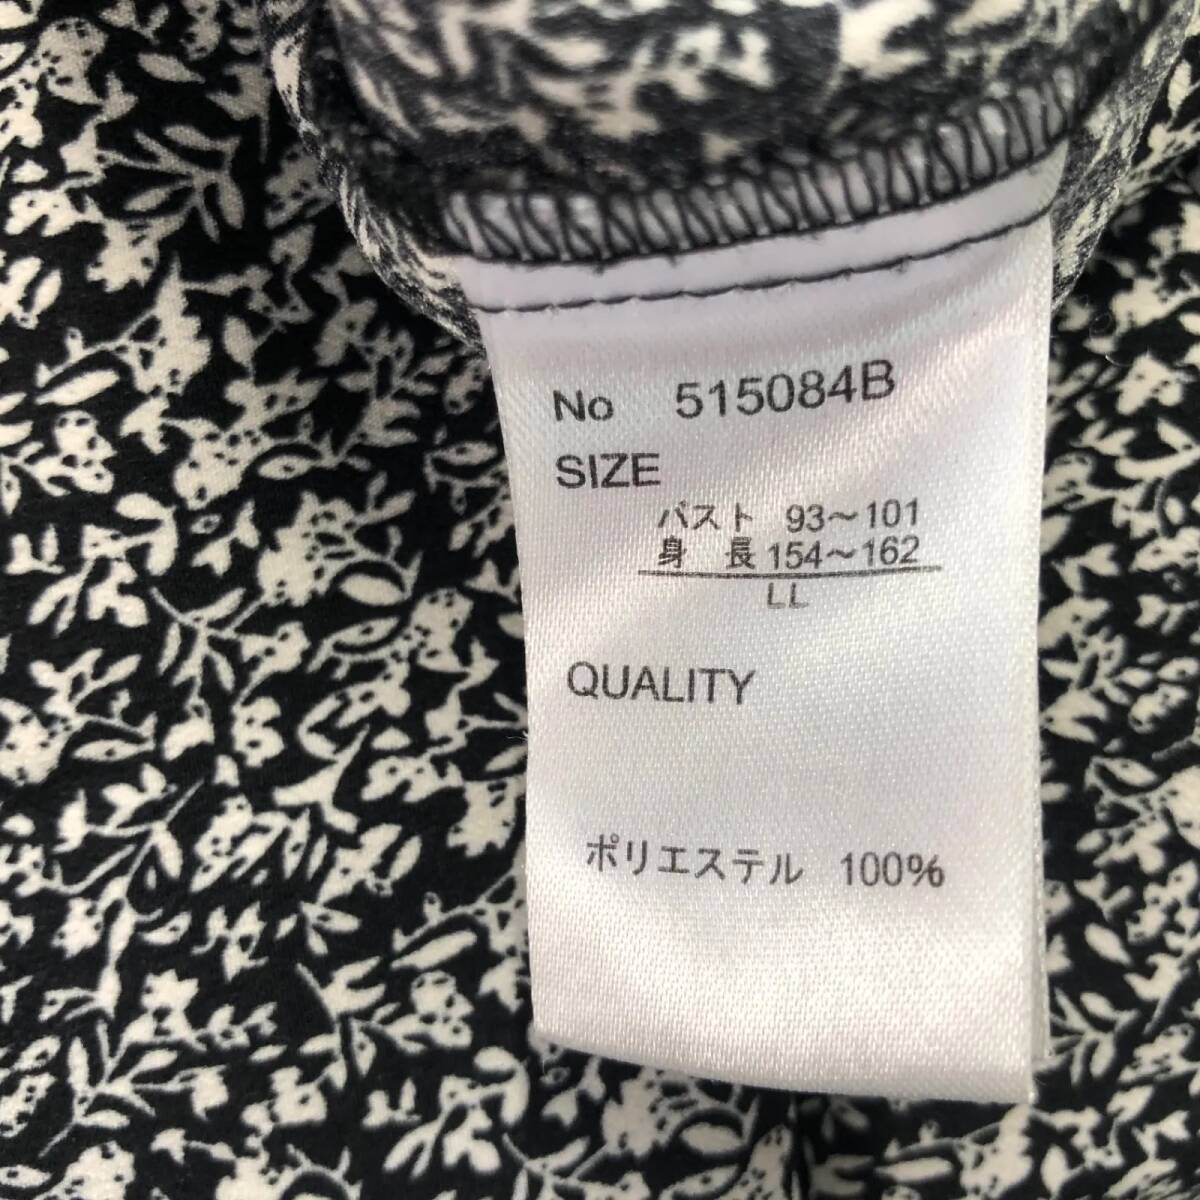 No 515084B
SIZE
バスト 93～101
身 長 154～162
LL
QUALITY
ポリエステル 100%